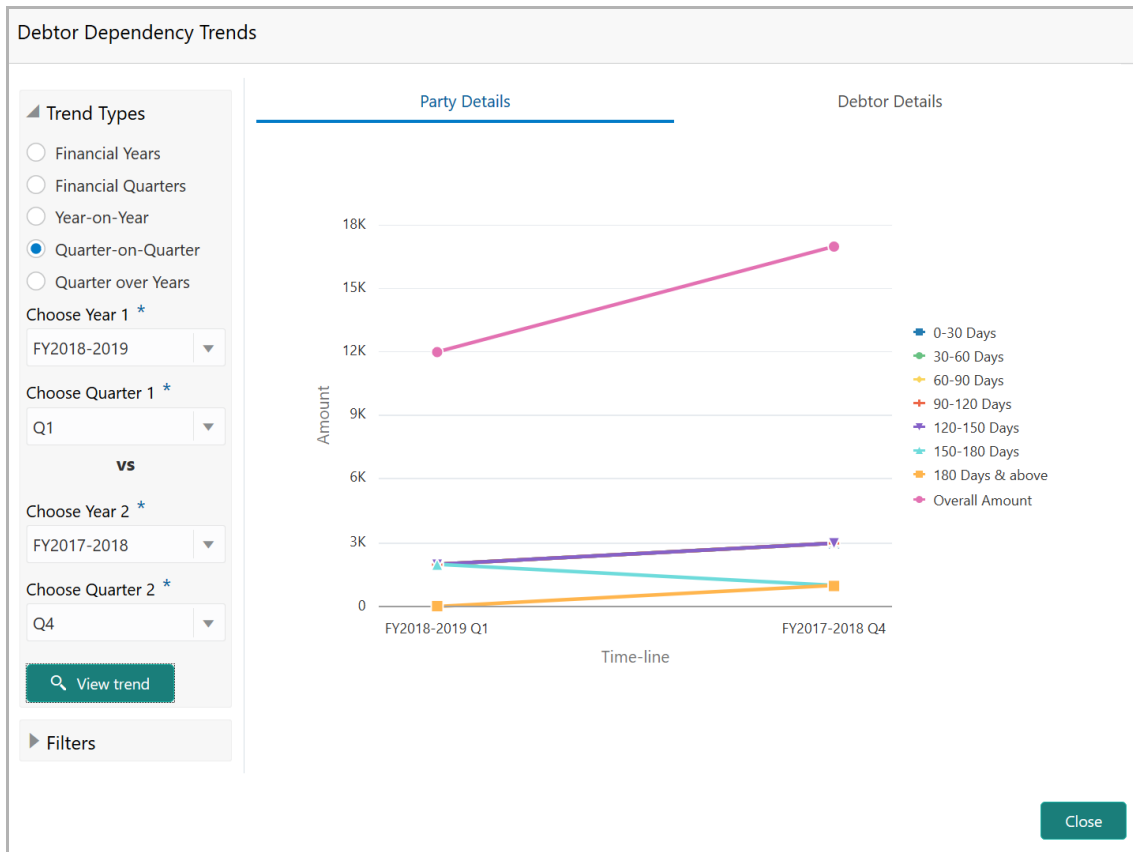 Debtor Dependency Trends
Trend Types
Financial Years
Financial Quarters
Year-on-Year
Quarter-on-Quarter
Quarter over Years
Choose Year 1 *
FY2018-2019
Choose Quarter 1 *
Q1
vs
Choose Year 2 *
FY2017-2018
Choose Quarter 2 *
Q4
View trend
Filters
Party Details
Debtor Details
18K
15K
12K
9K
6K
3K
0
Amount
FY2018-2019 Q1
FY2017-2018 Q4
Time-line
0-30 Days
30-60 Days
60-90 Days
90-120 Days
120-150 Days
150-180 Days
180 Days & above
Overall Amount
Close